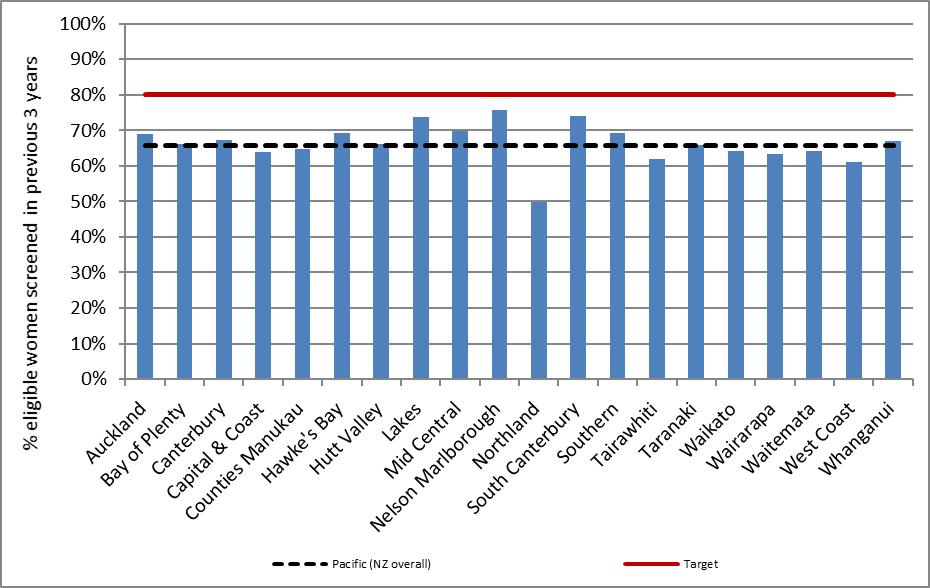 % eligible women screened in previous 3 years
100%
90%
80%
70%
60%
50%
40%
30%
20%
10%
0%
Auckland
Bay of Plenty
Canterbury
Capital & Coast
Counties Manukau
Hawke's Bay
Hutt Valley
Lakes
Mid Central
Nelson Marlborough
Northland
South Canterbury
Southern
Tairawhiti
Taranaki
Waikato
Wairarapa
Waitemata
West Coast
Whanganui
Pacific (NZ overall)
Target